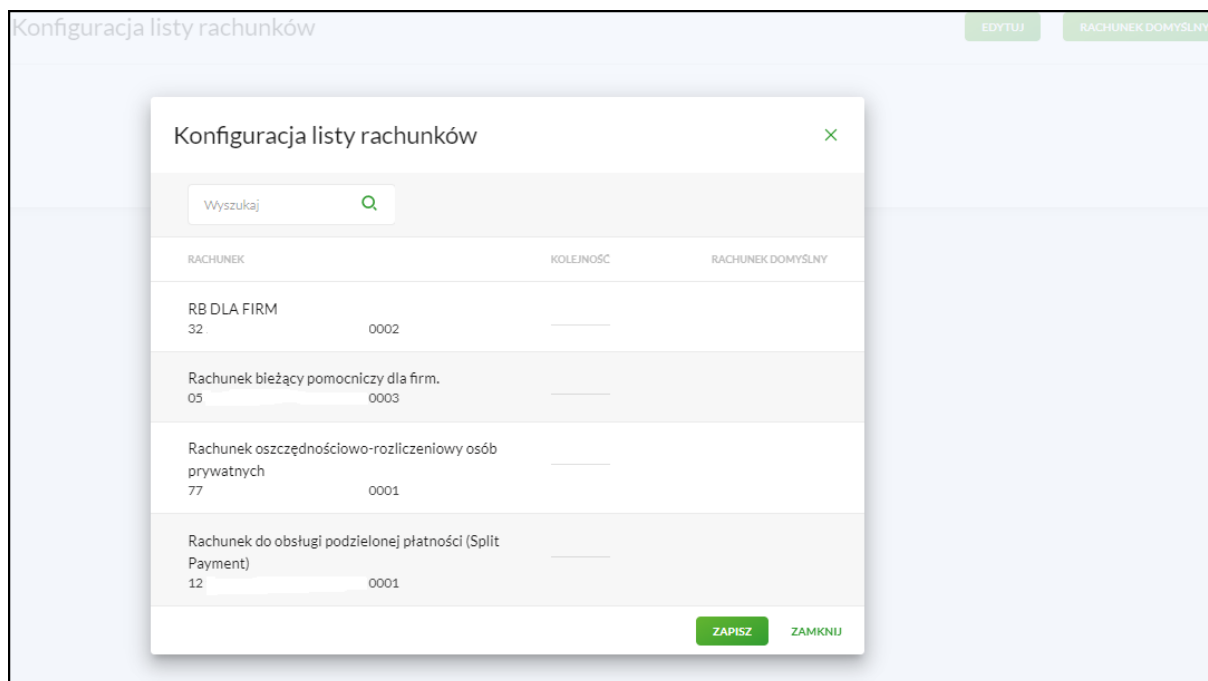 Konfiguracja listy rachunków
EDYTUJ
RACHUNEK DOMYŚLNY
Konfiguracja listy rachunków
Wyszukaj
RACHUNEK KOLEJNOŚĆ RACHUNEK DOMYŚLNY
RB DLA FIRM
32 0002
Rachunek bieżący pomocniczy dla firm.
05 0003
Rachunek oszczędnościowo-rozliczeniowy osób
prywatnych
77 0001
Rachunek do obsługi podzielonej płatności (Split
Payment)
12 0001
ZAPISZ ZAMKNIJ